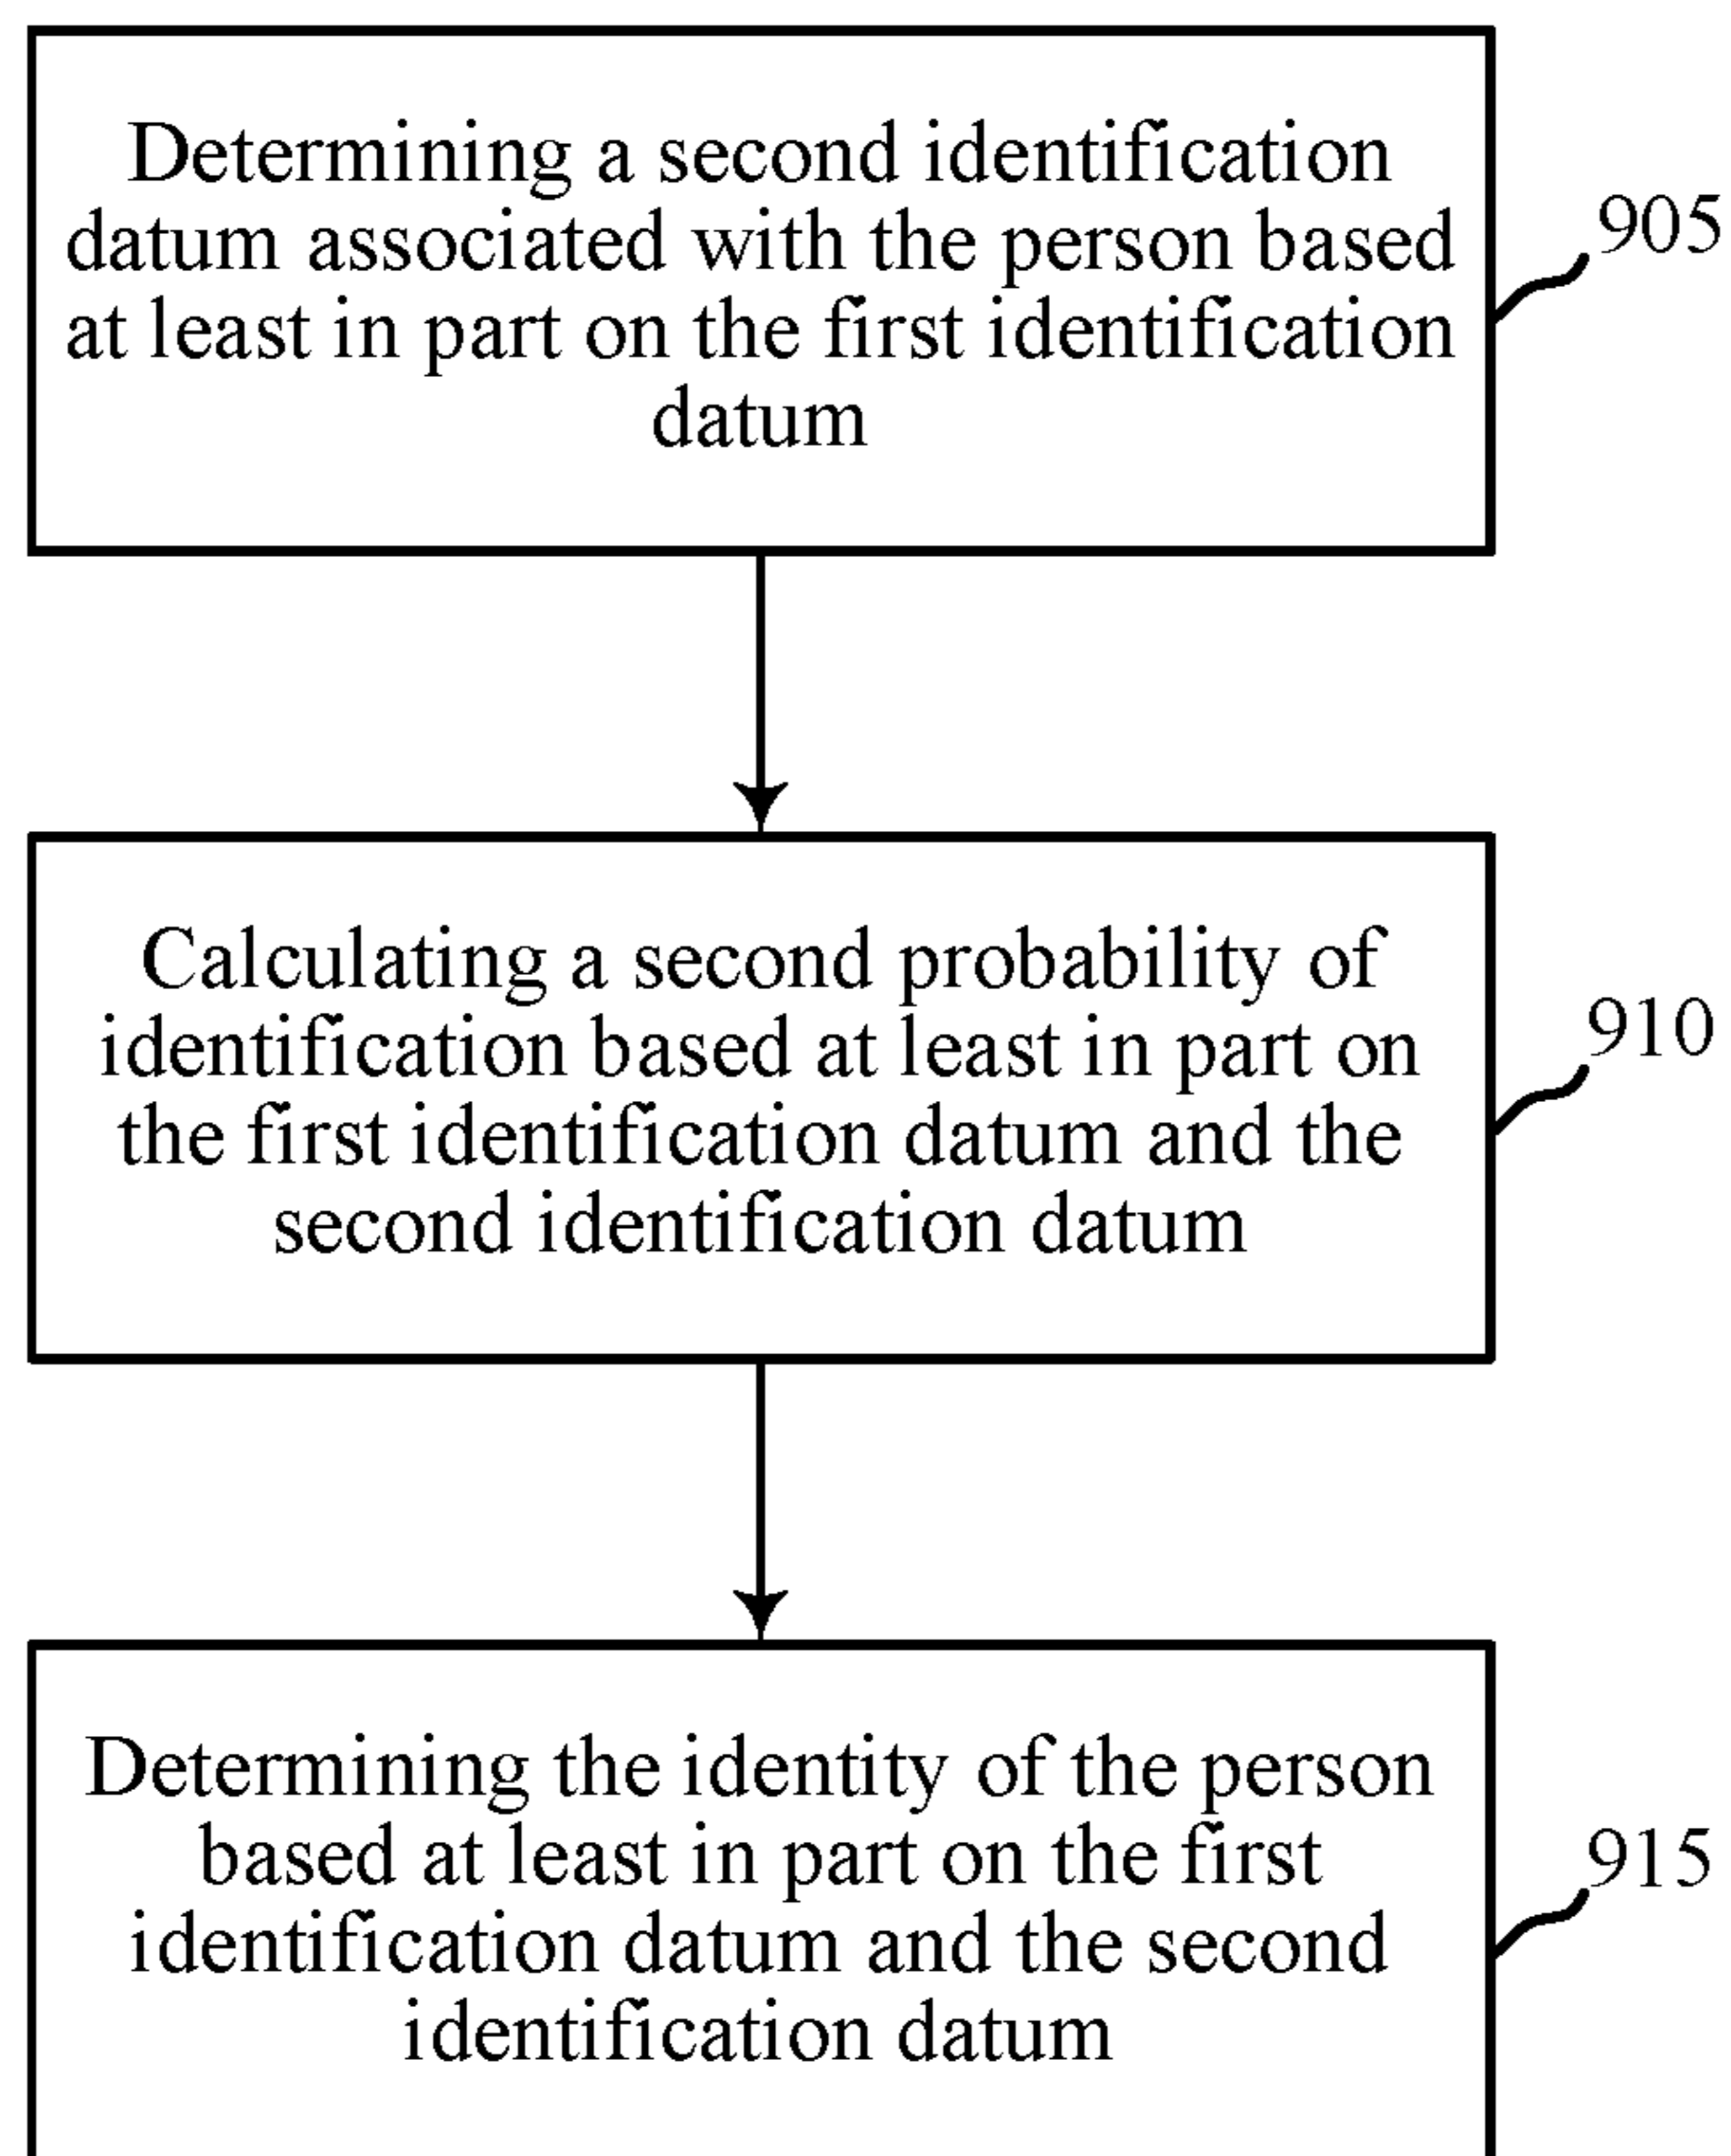 Determining a second identification
datum associated with the person based
at least in part on the first identification
datum
905
Calculating a second probability of
identification based at least in part on
the first identification datum and the
second identification datum
910
Determining the identity of the person
based at least in part on the first
identification datum and the second
identification datum
915